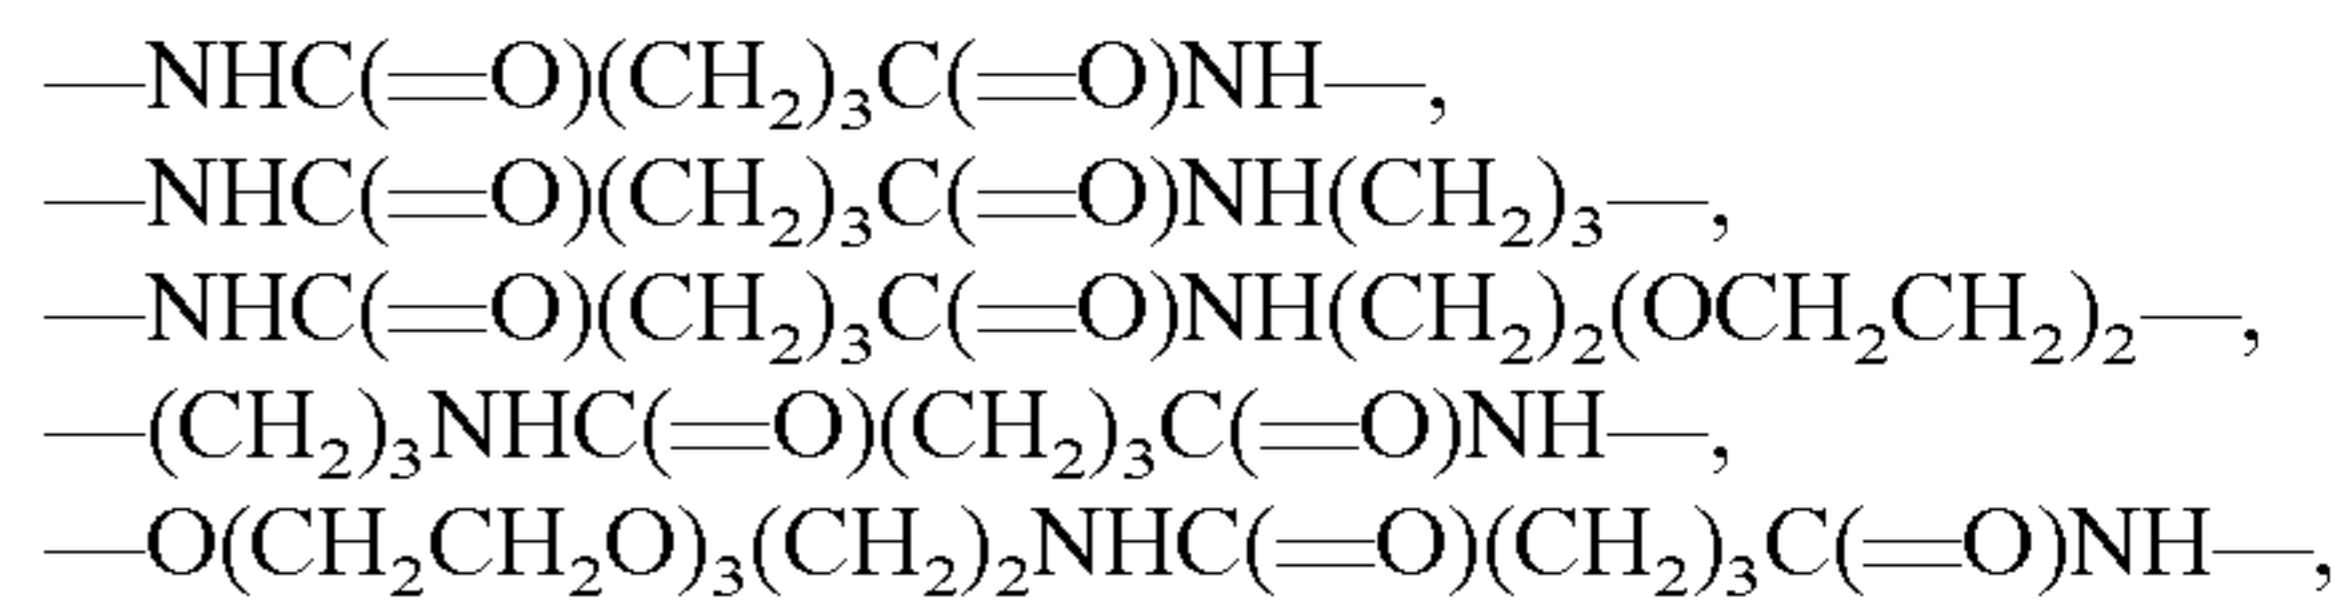 —NHC(═O)(CH₂)₃C(═O)NH—,
—NHC(═O)(CH₂)₃C(═O)NH(CH₂)₃—,
—NHC(═O)(CH₂)₃C(═O)NH(CH₂)₂(OCH₂CH₂)₂—,
—(CH₂)₃NHC(═O)(CH₂)₃C(═O)NH—,
—O(CH₂CH₂O)₃(CH₂)₂NHC(═O)(CH₂)₃C(═O)NH—,